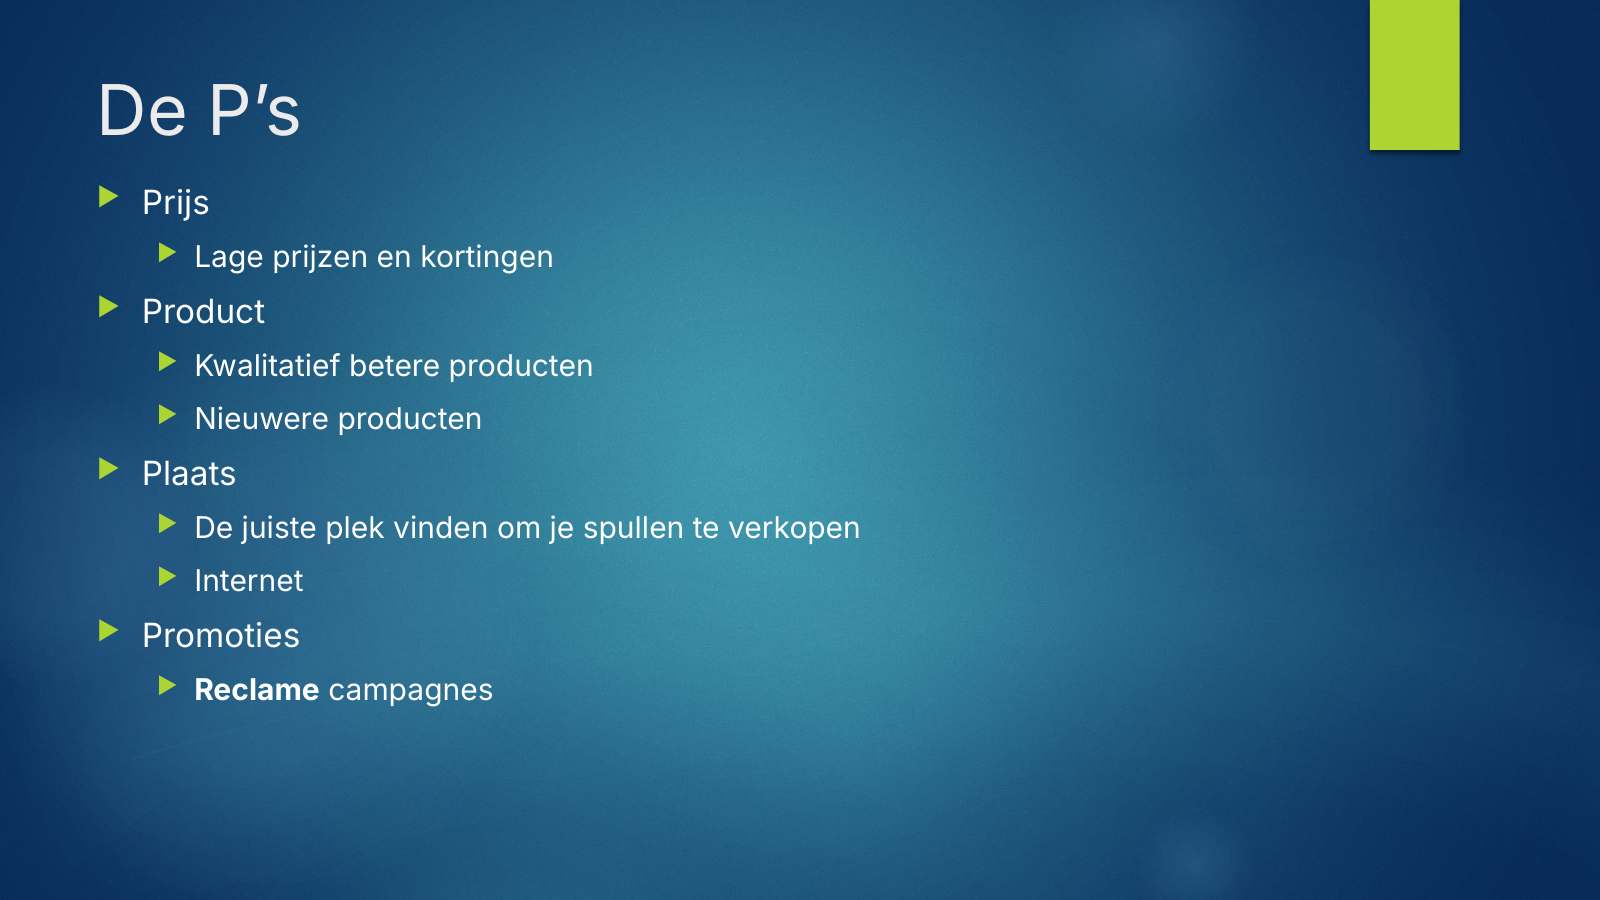 De P’s
Prijs
Lage prijzen en kortingen
Product
Kwalitatief betere producten
Nieuwere producten
Plaats
De juiste plek vinden om je spullen te verkopen
Internet
Promoties
Reclame campagnes